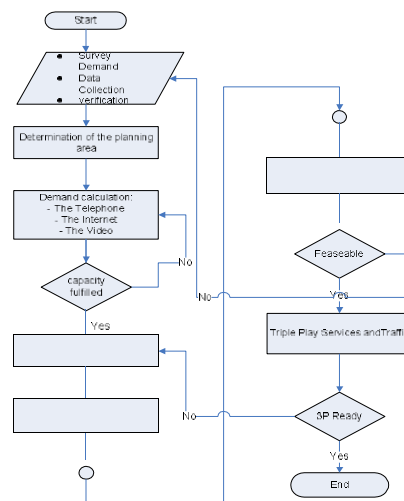 Start
Survey
Demand
Data
Collection
verification
Determination of the planning
area
Demand calculation:
- The Telephone
- The Internet
- The Video
No
capacity
fulfilled
Yes
Feaseable
No
Yes
Triple Play Services andTraffi
No
3P Ready
Yes
End